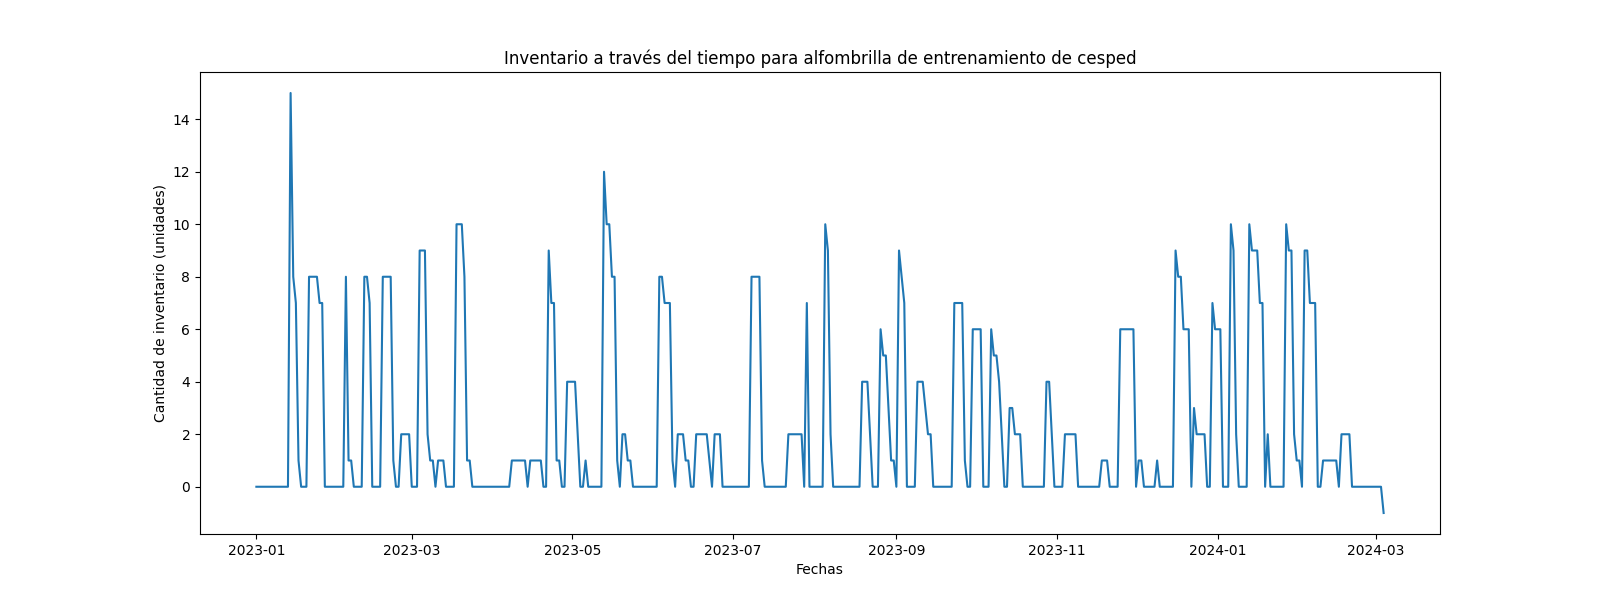 Inventario a través del tiempo para alfombrilla de entrenamiento de cesped
Cantidad de inventario (unidades)
14
12
10
8
6
4
2
0
2023-01 2023-03 2023-05 2023-07 2023-09 2023-11 2024-01 2024-03
Fechas